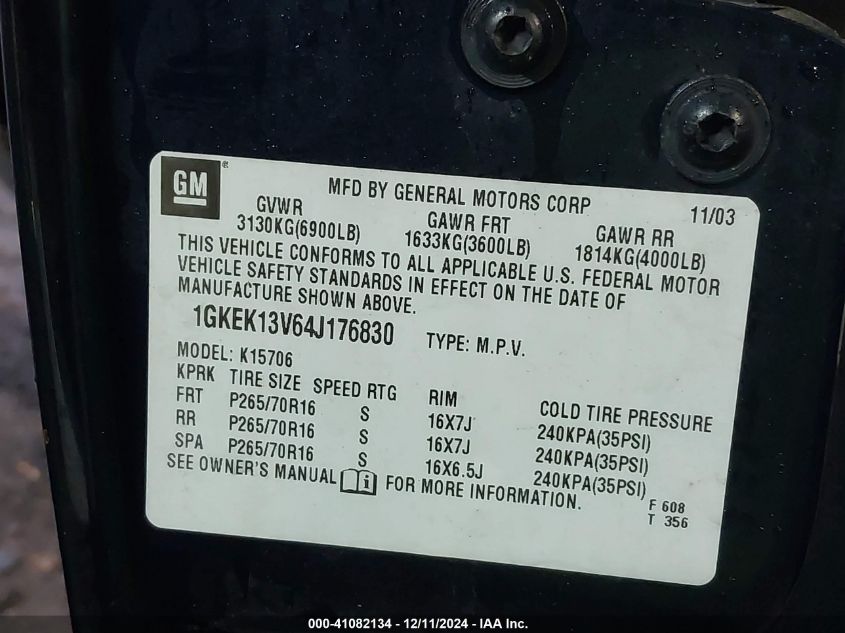 GM ® MFD BY GENERAL MOTORS CORP 11/03
GVWR GAWR FRT GAWR RR
3130KG(6900LB) 1633KG(3600LB) 1814KG(4000LB)
THIS VEHICLE CONFORMS TO ALL APPLICABLE U.S. FEDERAL MOTOR
VEHICLE SAFETY STANDARDS IN EFFECT ON THE DATE OF
MANUFACTURE SHOWN ABOVE.
1GKEK13V64J176830 TYPE: M.P.V.
MODEL: K15706
KPRK TIRE SIZE SPEED RTG RIM COLD TIRE PRESSURE
FRT P265/70R16 S 16X7J 240KPA(35PSI)
RR P265/70R16 S 16X7J 240KPA(35PSI)
SPA P265/70R16 S 16X6.5J 240KPA(35PSI)
SEE OWNER'S MANUAL i FOR MORE INFORMATION.
F 608
T 356
000-41082134 - 12/11/2024 - IAA Inc.